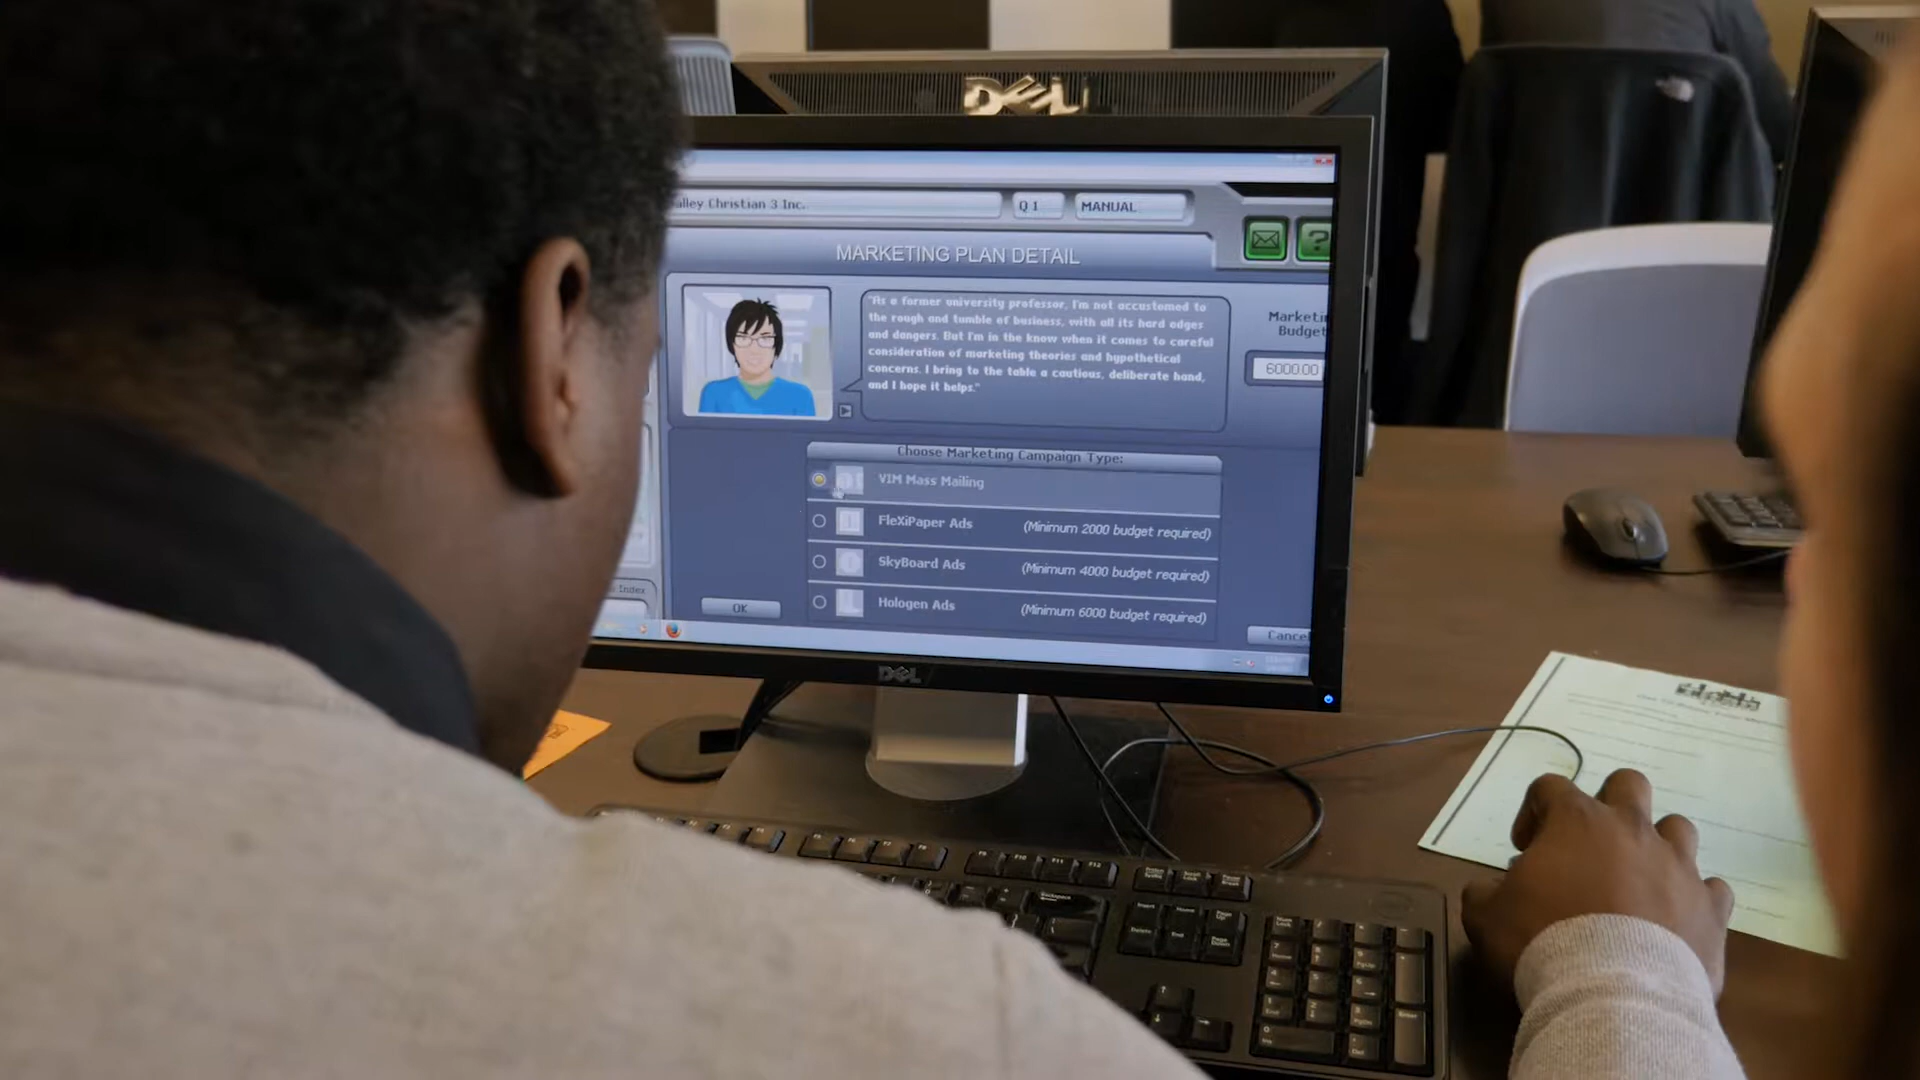 DELL
alley Christian 3 Inc.
Q 1
MANUAL
MARKETING PLAN DETAIL
"As a former university professor, I'm not accustomed to
the rough and tumble of business, with all its hard edges
and dangers. But I'm in the know when it comes to careful
consideration of marketing theories and hypothetical
concerns. I bring to the table a cautious, deliberate hand,
and I hope it helps."
Marketin
Budget
6000.00
Choose Marketing Campaign Type:
VIM Mass Mailing
FleXiPaper Ads (Minimum 2000 budget required)
SkyBoard Ads (Minimum 4000 budget required)
Hologen Ads (Minimum 6000 budget required)
Index
OK
Cancel
DELL